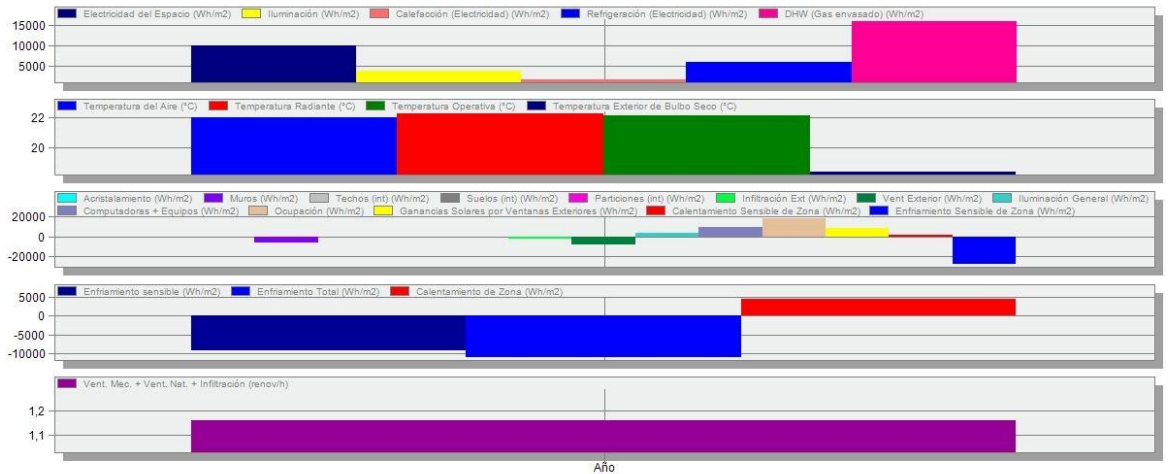 Electricidad del Espacio (Wh/m2) Iluminación (Wh/m2) Calefacción (Electricidad) (Wh/m2) Refrigeración (Electricidad) (Wh/m2) DHW (Gas envasado) (Wh/m2)
15000
10000
5000
Temperatura del Aire (°C) Temperatura Radiante (°C) Temperatura Operativa (°C) Temperatura Exterior de Bulbo Seco (°C)
22
20
Acristalamiento (Wh/m2) Muros (Wh/m2) Techos (int) (Wh/m2) Suelos (int) (Wh/m2) Particiones (int) (Wh/m2) Infiltración Ext (Wh/m2) Vent Exterior (Wh/m2) Iluminación General (Wh/m2)
Computadoras + Equipos (Wh/m2) Ocupación (Wh/m2) Ganancias Solares por Ventanas Exteriores (Wh/m2) Calentamiento Sensible de Zona (Wh/m2) Enfriamiento Sensible de Zona (Wh/m2)
20000
0
-20000
Enfriamiento sensible (Wh/m2) Enfriamiento Total (Wh/m2) Calentamiento de Zona (Wh/m2)
5000
0
-5000
-10000
Vent. Mec. + Vent. Nat. + Infiltración (renov/h)
1,2
1,1
Año